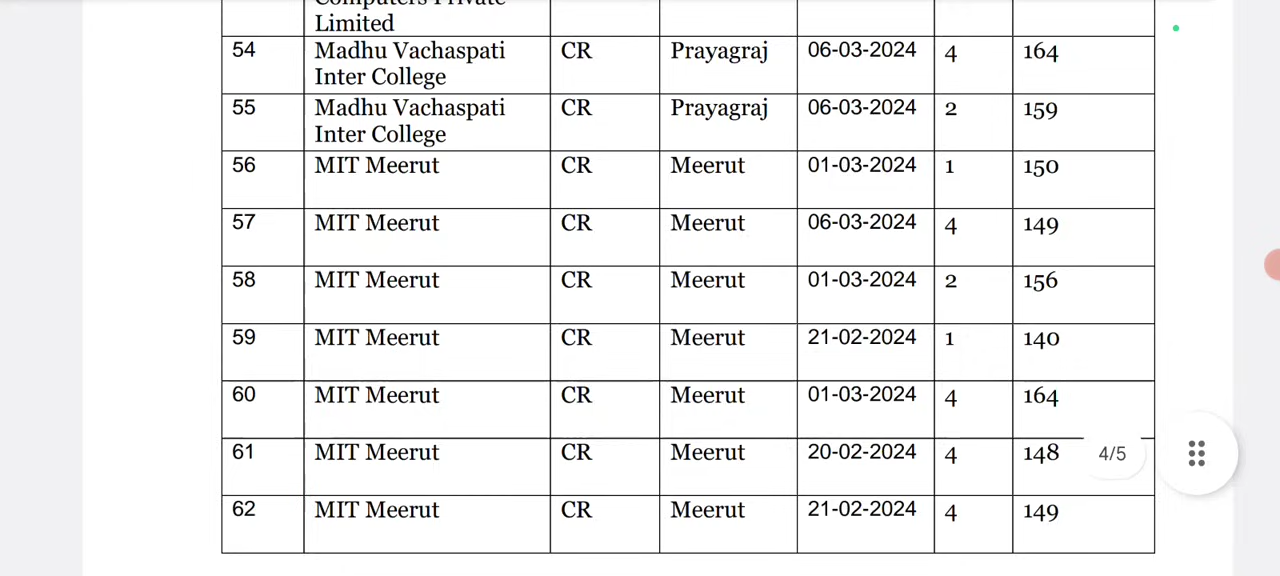 Computers Private
Limited
54 Madhu Vachaspati CR Prayagraj 06-03-2024 4 164
Inter College
55 Madhu Vachaspati CR Prayagraj 06-03-2024 2 159
Inter College
56 MIT Meerut CR Meerut 01-03-2024 1 150
57 MIT Meerut CR Meerut 06-03-2024 4 149
58 MIT Meerut CR Meerut 01-03-2024 2 156
59 MIT Meerut CR Meerut 21-02-2024 1 140
60 MIT Meerut CR Meerut 01-03-2024 4 164
61 MIT Meerut CR Meerut 20-02-2024 4 148 4/5
62 MIT Meerut CR Meerut 21-02-2024 4 149